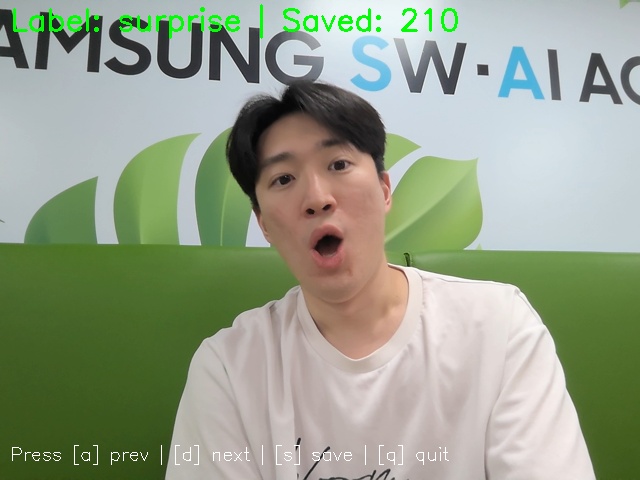 Label: surprise | Saved: 210
AMSUNG SW·AI AC
Press [a] prev | [d] next | [s] save | [q] quit